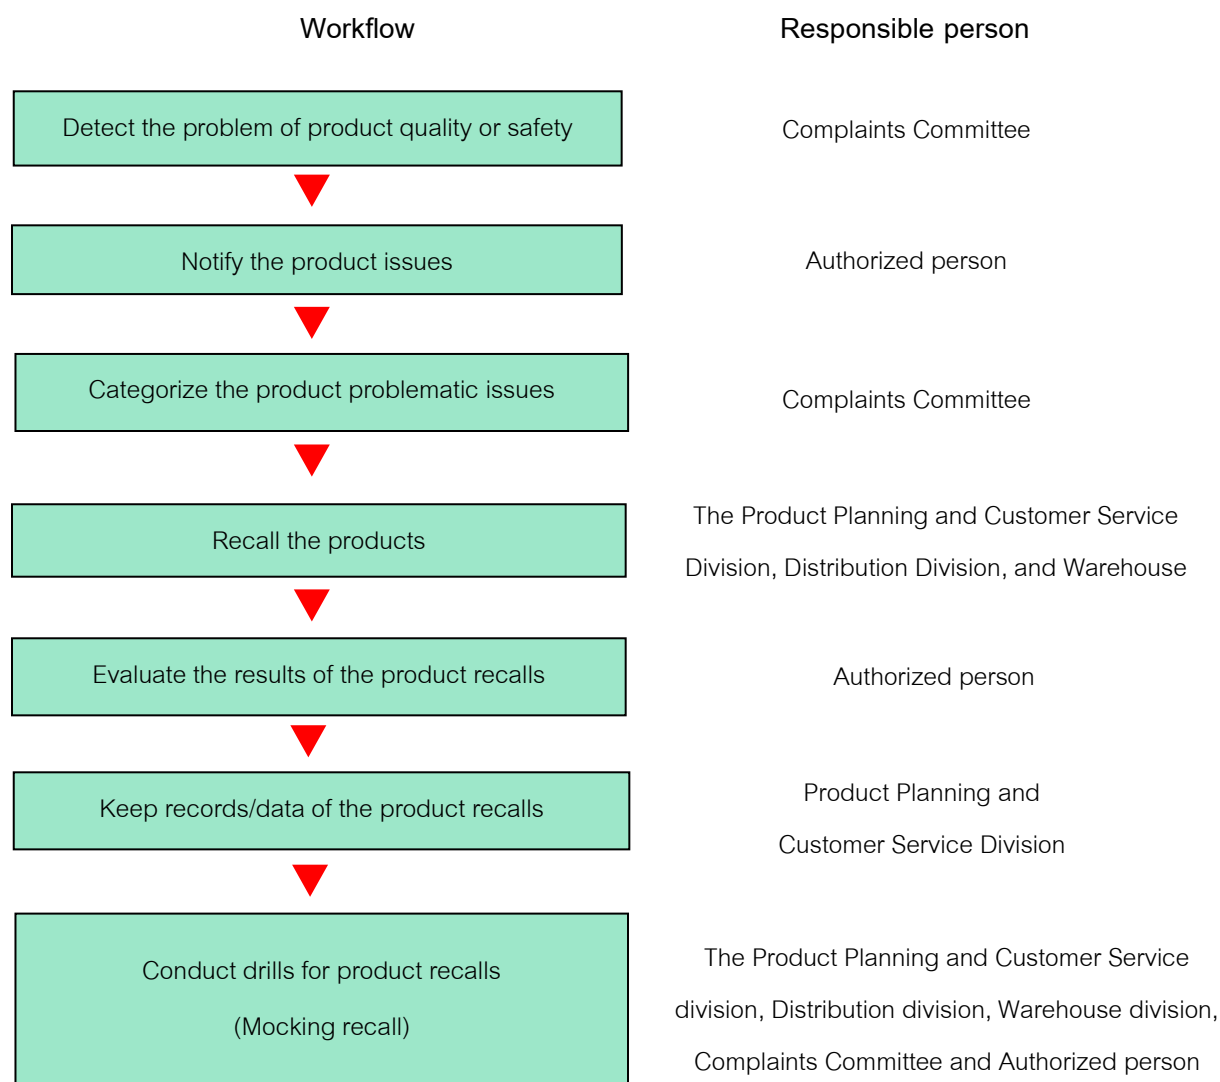 Workflow
Responsible person
Detect the problem of product quality or safety
Complaints Committee
Notify the product issues
Authorized person
Categorize the product problematic issues
Complaints Committee
Recall the products
The Product Planning and Customer Service
Division, Distribution Division, and Warehouse
Evaluate the results of the product recalls
Authorized person
Keep records/data of the product recalls
Product Planning and
Customer Service Division
Conduct drills for product recalls
(Mocking recall)
The Product Planning and Customer Service
division, Distribution division, Warehouse division,
Complaints Committee and Authorized person